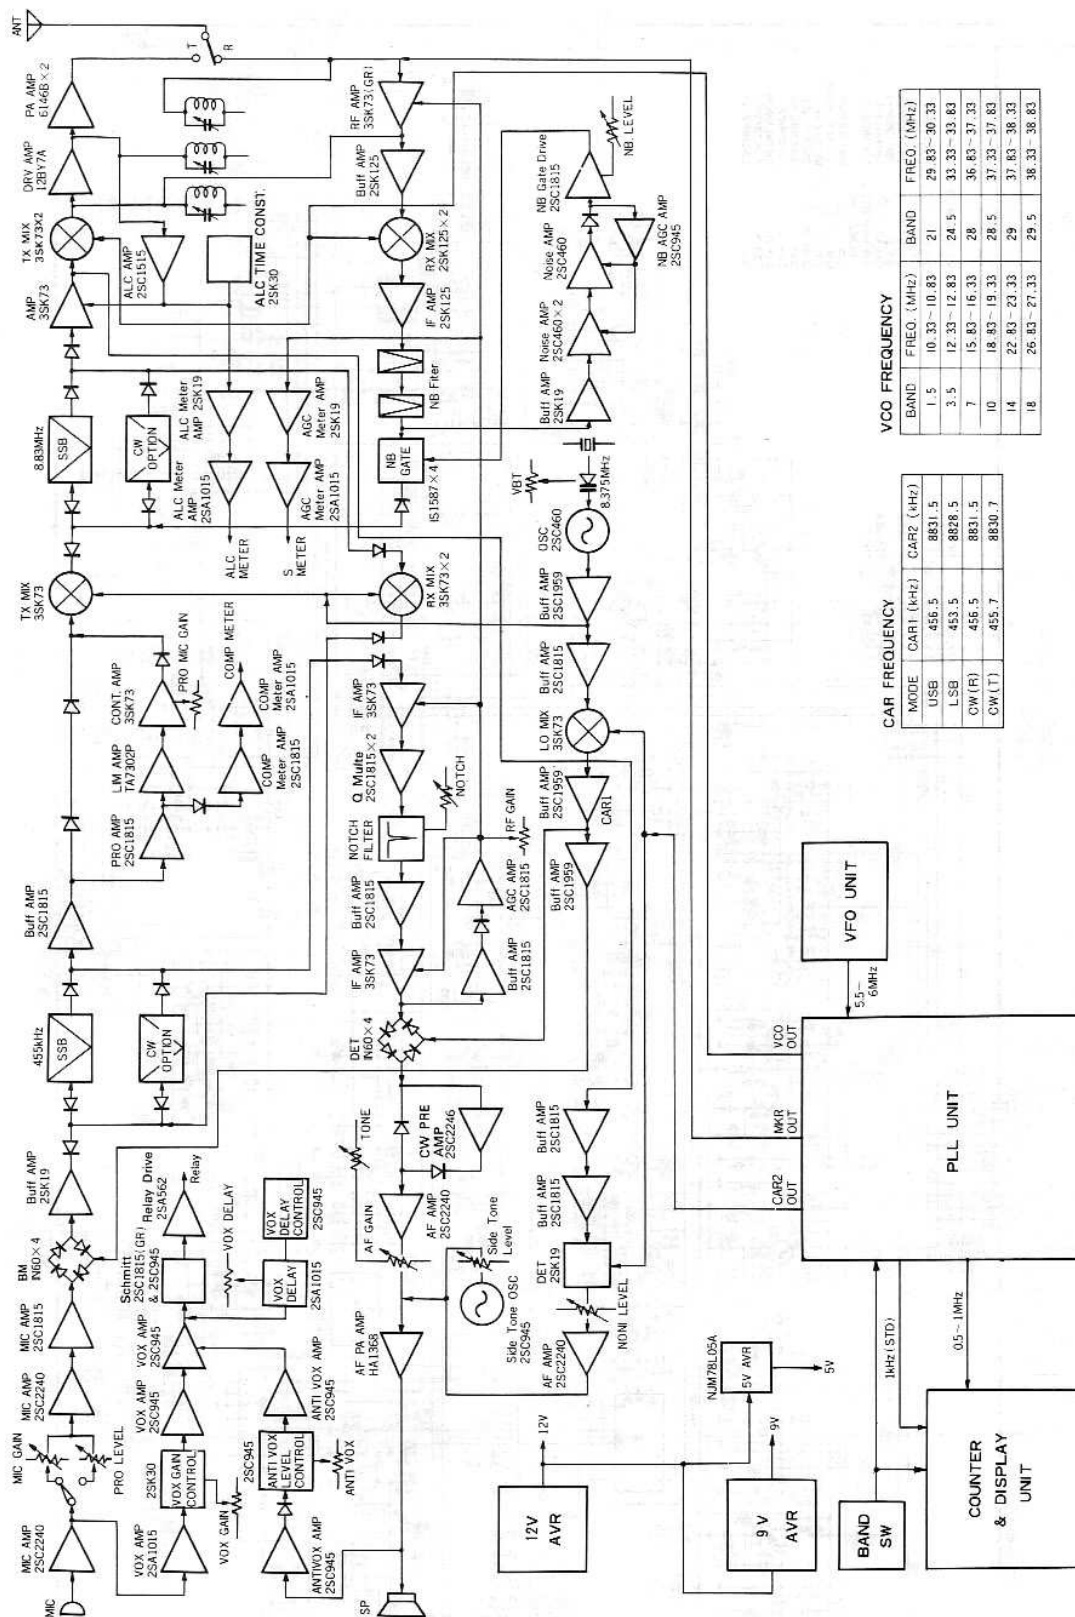 MIC
MIC AMP
2SC2240
MIC GAIN
PRO LEVEL
MIC AMP
2SC2240
MIC AMP
2SC1815
BM
IN60×4
Buff AMP
2SK19
455kHz
SSB
CW
OPTION
Buff AMP
2SC1815
PRO AMP
2SC1815
LIM AMP
TA7302P
CONT. AMP
3SK73
PRO MIC GAIN
COMP
Meter AMP
2SC1815
COMP
Meter AMP
2SA1015
COMP METER
TX MIX
3SK73
8.83MHz
SSB
CW
OPTION
AMP
3SK73
TX MIX
3SK73X2
DRV AMP
12BY7A
PA AMP
6146B×2
ANT
T
R
ALC AMP
2SC1515
ALC TIME CONST.
2SK30
ALC Meter
AMP 2SK19
ALC Meter
AMP
2SA1015
ALC
METER
AGC
Meter AMP
2SK19
AGC
Meter AMP
2SA1015
S
METER
VOX AMP
2SA1015
2SK30
VOX GAIN
CONTROL
VOX GAIN
VOX AMP
2SC945
VOX AMP
2SC945
Schmitt
2SC1815(GR)
& 2SC945
Relay Drive
2SA562
Relay
VOX DELAY
VOX
DELAY
2SA1015
VOX
DELAY
CONTROL
2SC945
ANTIVOX AMP
2SC945
2SC945
ANTI VOX
LEVEL
CONTROL
ANTI VOX
ANTI VOX AMP
2SC945
SP
AF PA AMP
HA1368
AF GAIN
TONE
AF AMP
2SC2240
CW PRE
AMP
2SC2246
DET
IN60×4
IF AMP
3SK73
Buff AMP
2SC1815
NOTCH
FILTER
NOTCH
Q Multe
2SC1815×2
IF AMP
3SK73
RX MIX
3SK73×2
IS1587×4
NB
GATE
NB Fiter
IF AMP
2SK125
RX MIX
2SK125×2
Buff AMP
2SK125
RF AMP
3SK73(GR)
Buff AMP
2SC1815
AGC AMP
2SC1815
RF GAIN
Side Tone OSC
2SC945
Side Tone
Level
AF AMP
2SC2240
NONI LEVEL
DET
2SK19
Buff AMP
2SC1815
Buff AMP
2SC1815
Buff AMP
2SC1959
CAR1
Buff AMP
2SC1959
LO MIX
3SK73
Buff AMP
2SC1815
Buff AMP
2SC1959
OSC
2SC460
VBT
8.375MHz
Buff AMP
2SK19
Noise AMP
2SC460×2
Noise AMP
2SC460
NB AGC AMP
2SC945
NB Gate Drive
2SC1815
NB. LEVEL
12V
AVR
12V
NJM78L05A
5V AVR
5V
9V
AVR
9V
BAND
SW
COUNTER
& DISPLAY
UNIT
1kHz(STD)
0.5~1MHz
PLL UNIT
CAR2
OUT
MKR
OUT
VCO
OUT
5.5~
6MHz
VFO UNIT
CAR FREQUENCY
MODE CAR1 (kHz) CAR2 (kHz)
USB 456.5 8831.5
LSB 453.5 8828.5
CW(R) 456.5 8831.5
CW(T) 455.7 8830.7
VCO FREQUENCY
BAND FREQ. (MHz) BAND FREQ. (MHz)
1.5 10.33~10.83 21 29.83~30.33
3.5 12.33~12.83 24.5 33.33~33.83
7 15.83~16.33 28 36.83~37.33
10 18.83~19.33 28.5 37.33~37.83
14 22.83~23.33 29 37.83~38.33
18 26.83~27.33 29.5 38.33~38.83